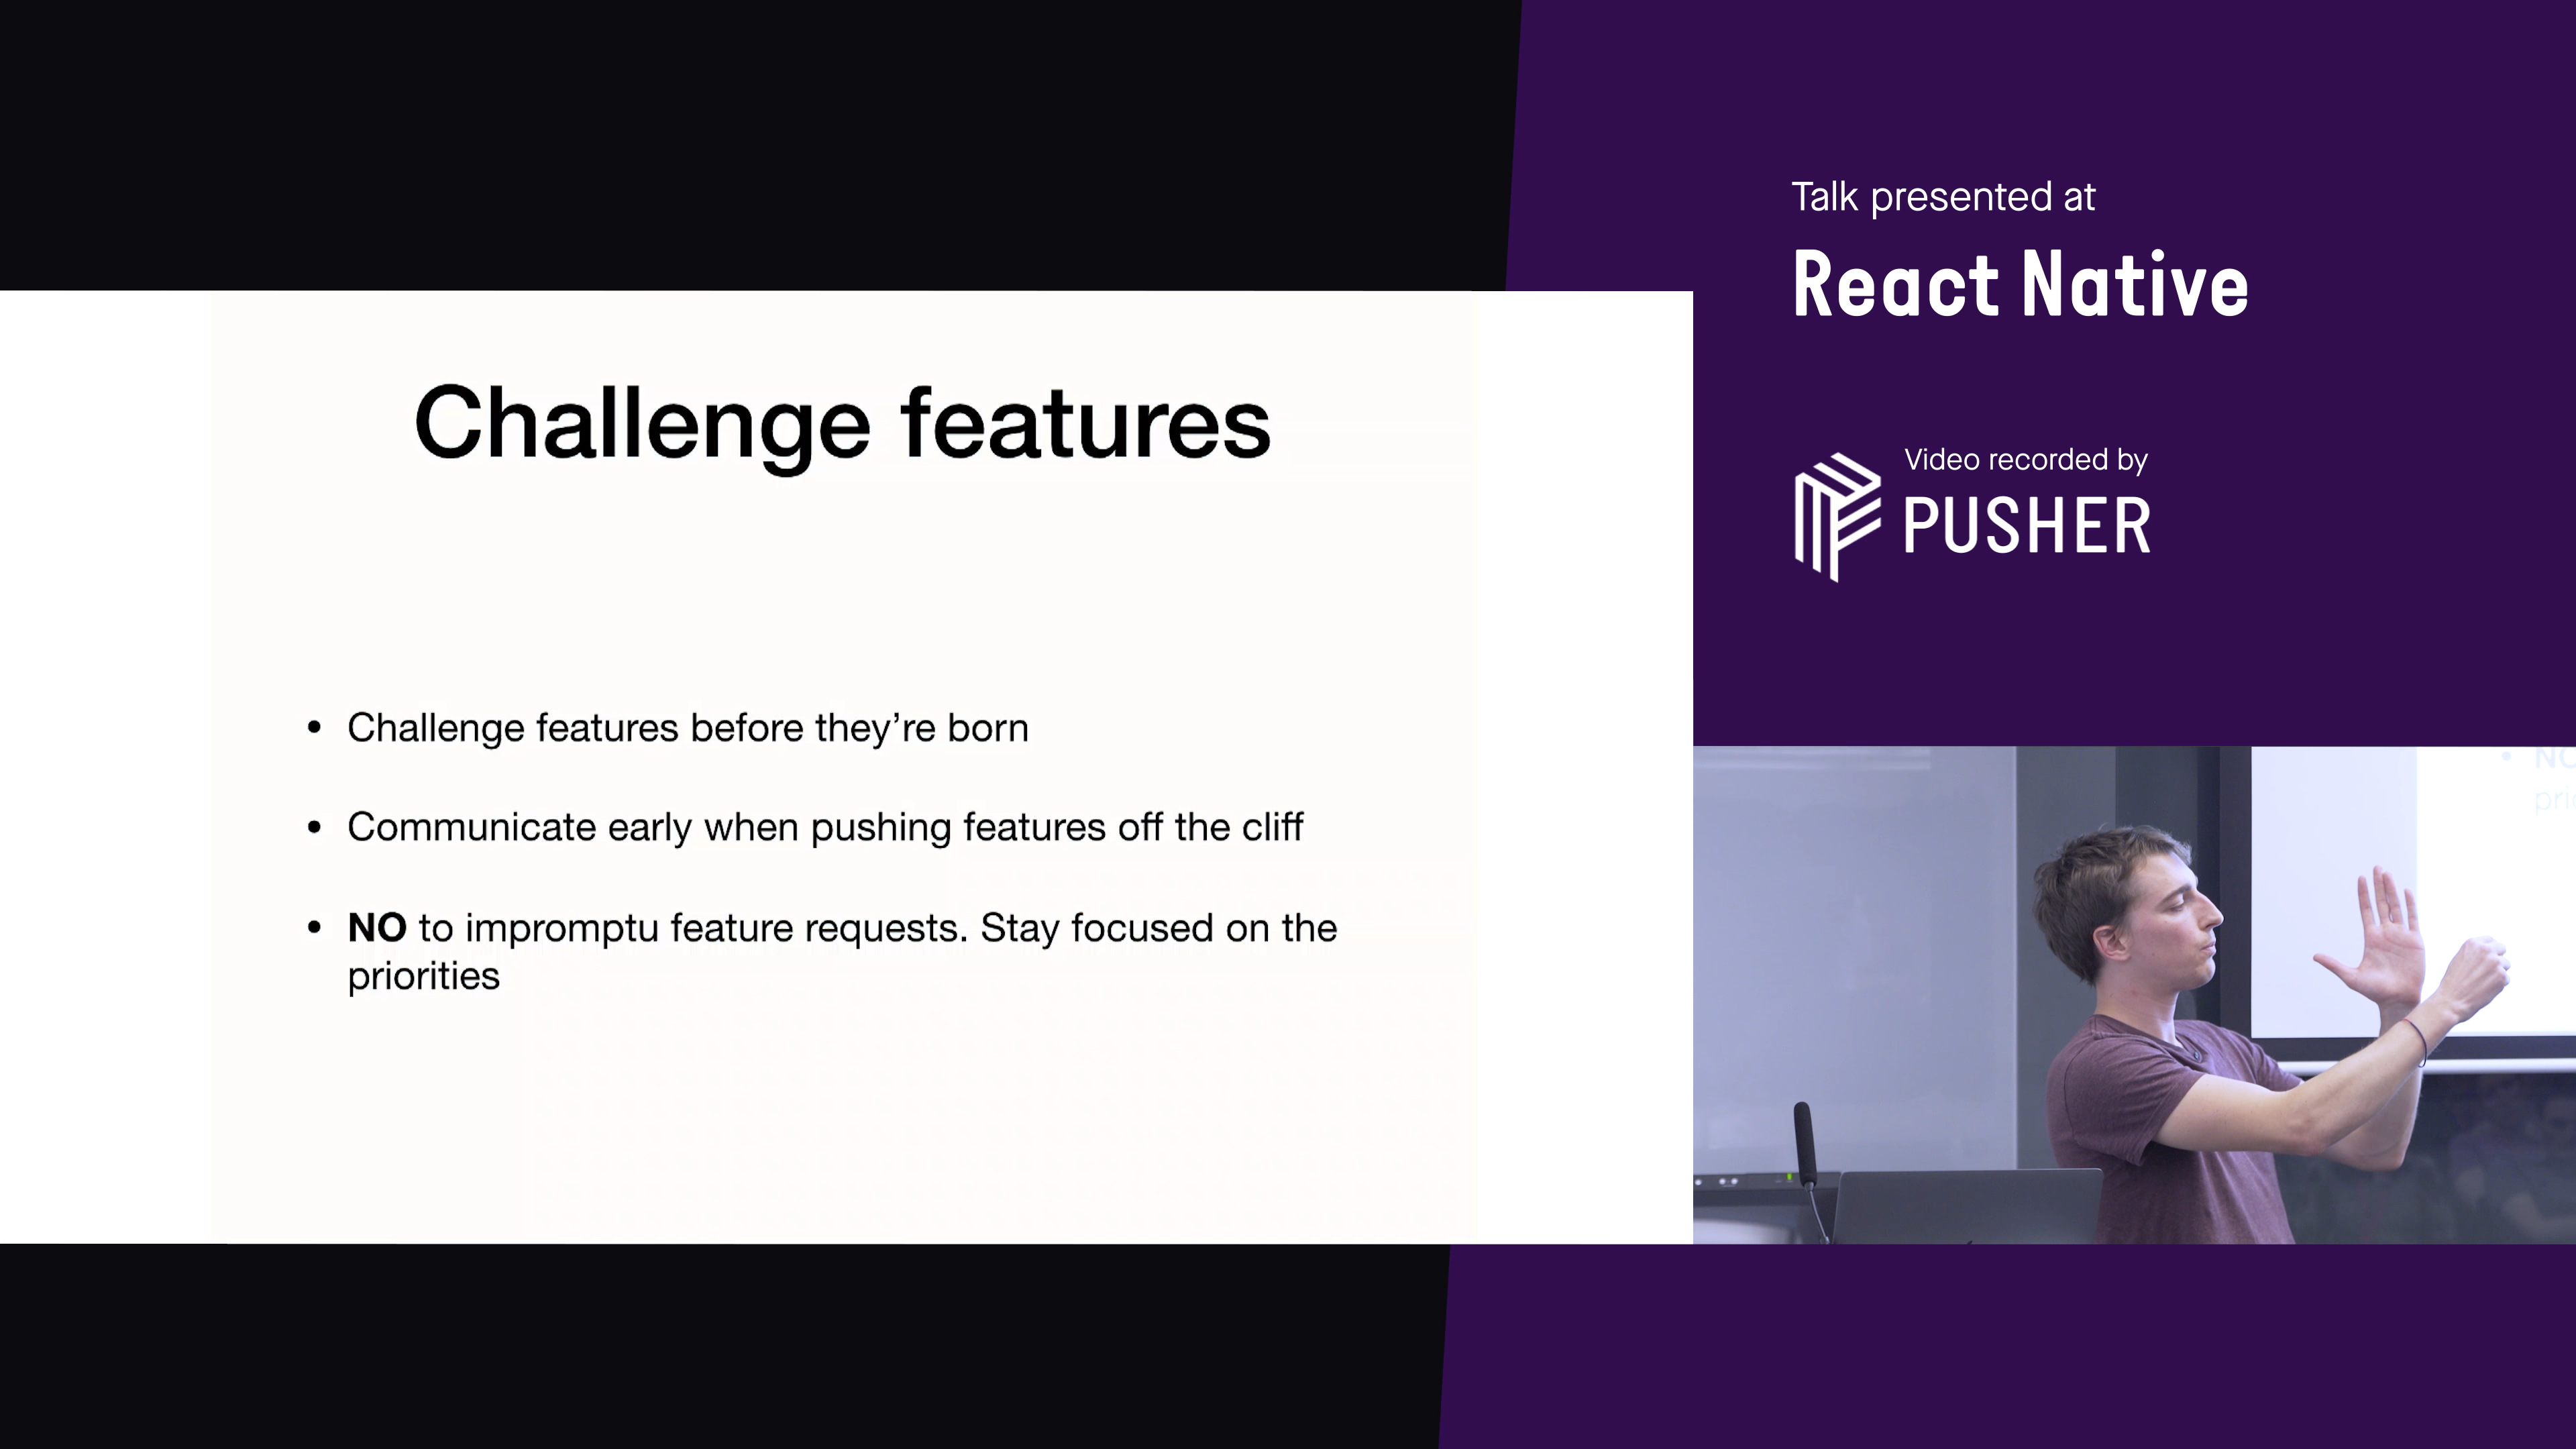 Challenge features
• Challenge features before they’re born
• Communicate early when pushing features off the cliff
• NO to impromptu feature requests. Stay focused on the
priorities
Talk presented at
React Native
Video recorded by
PUSHER
• NO